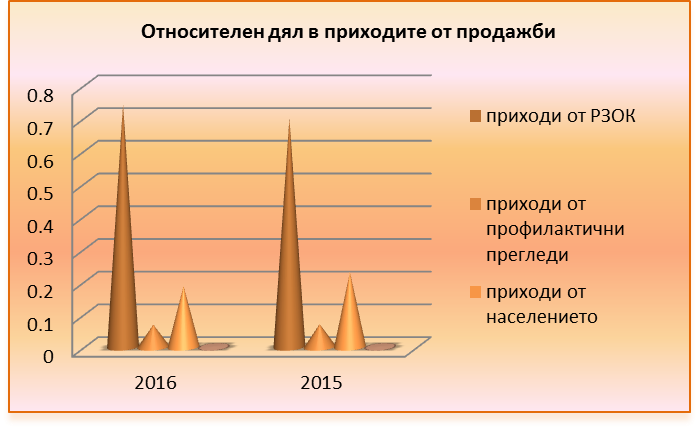 Относителен дял в приходите от продажби
0.8
0.7
0.6
0.5
0.4
0.3
0.2
0.1
0
2016
2015
приходи от РЗОК
приходи от
профилактични
прегледи
приходи от
населението